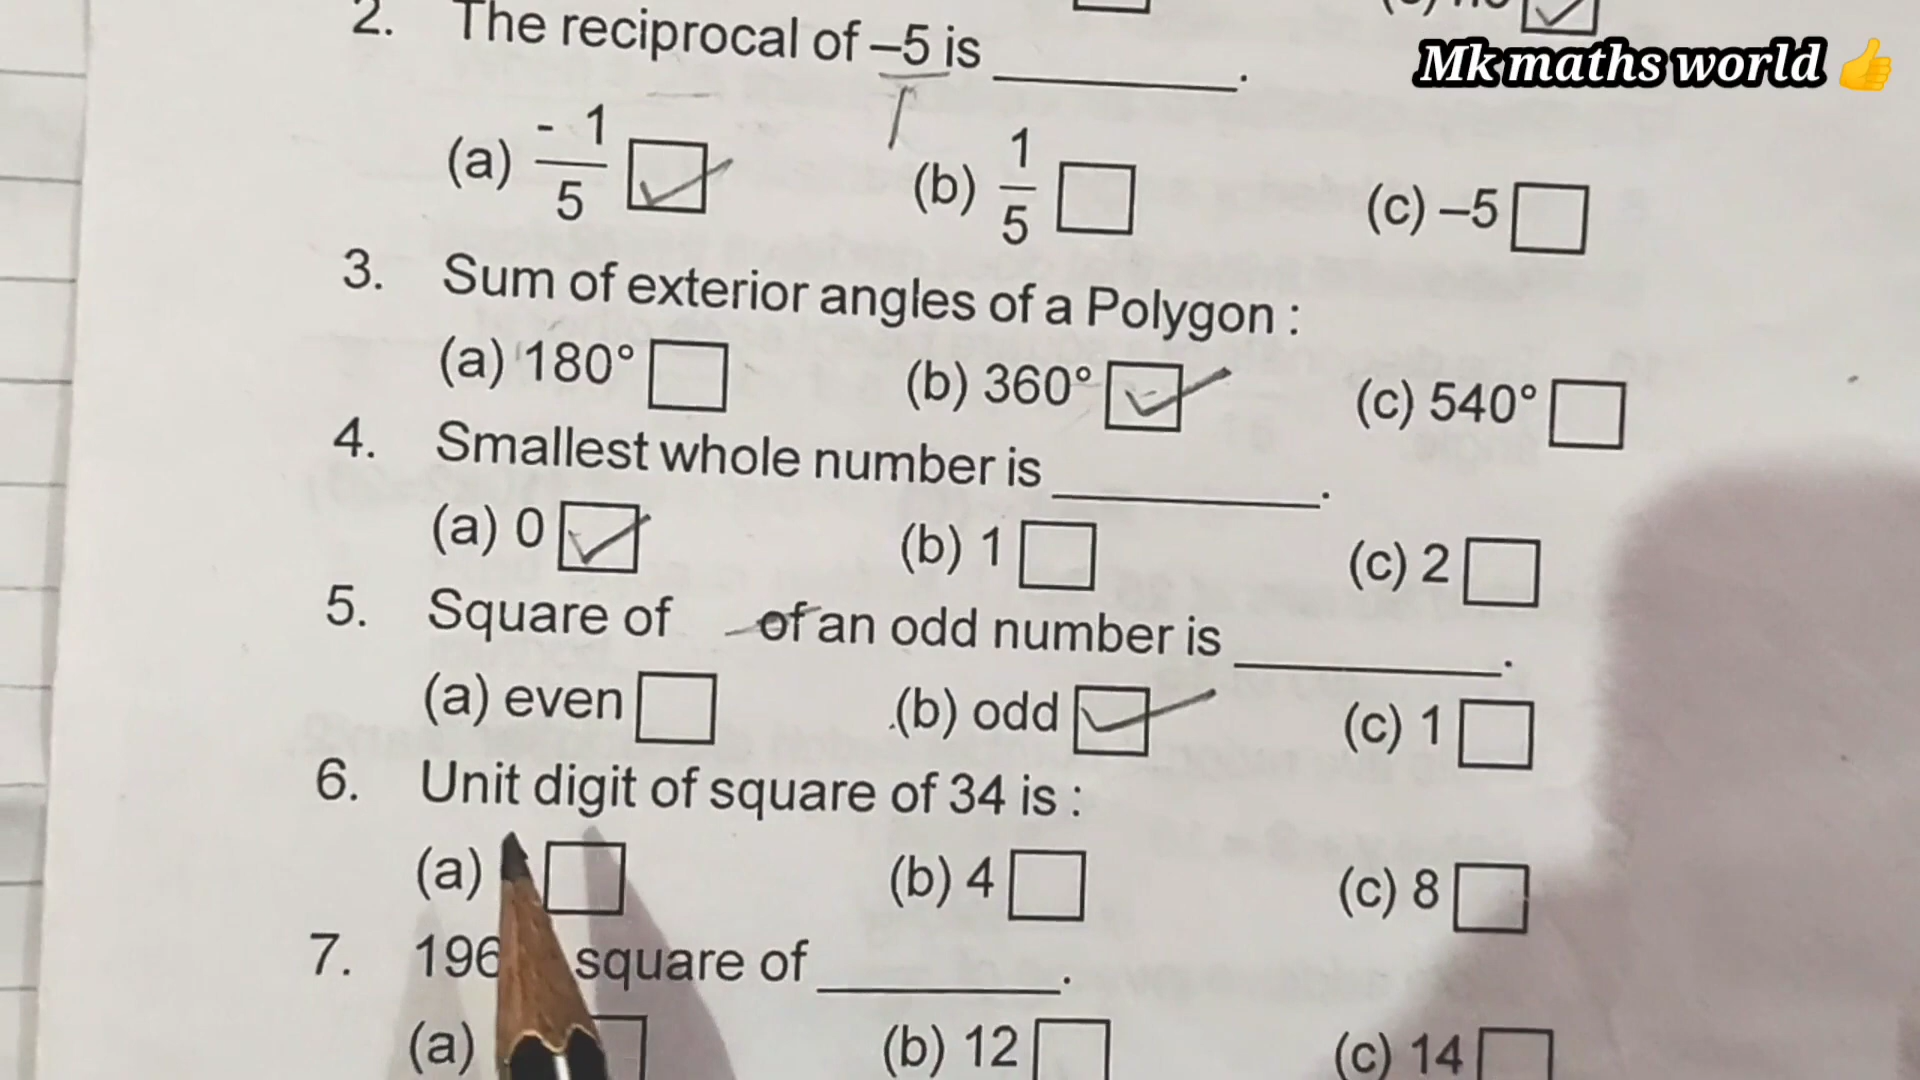 Mk maths world 👍
2. The reciprocal of –5 is ________.
(a) - 1/5 (b) 1/5 (c) –5
3. Sum of exterior angles of a Polygon :
(a) 180° (b) 360° (c) 540°
4. Smallest whole number is ________.
(a) 0 (b) 1 (c) 2
5. Square of of an odd number is ________.
(a) even (b) odd (c) 1
6. Unit digit of square of 34 is :
(a) (b) 4 (c) 8
7. 196 square of ________.
(a) (b) 12 (c) 14